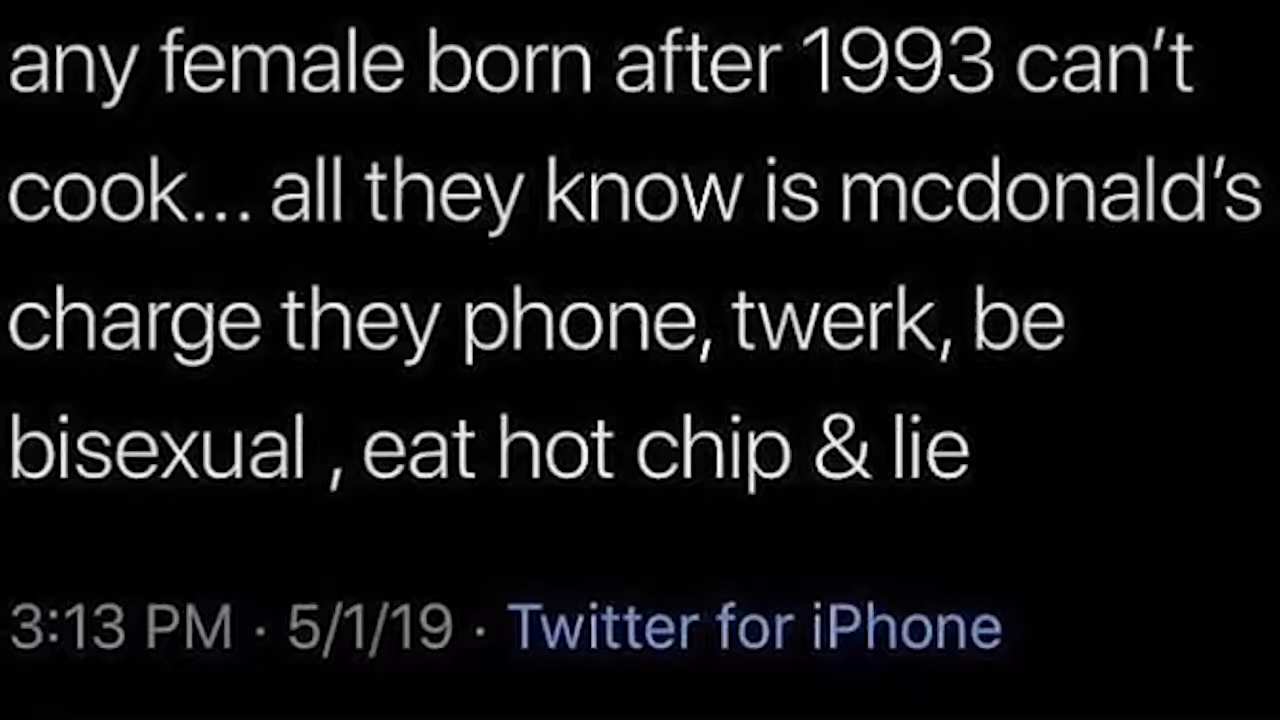 any female born after 1993 can’t
cook... all they know is mcdonald’s
charge they phone, twerk, be
bisexual , eat hot chip & lie
3:13 PM · 5/1/19 · Twitter for iPhone